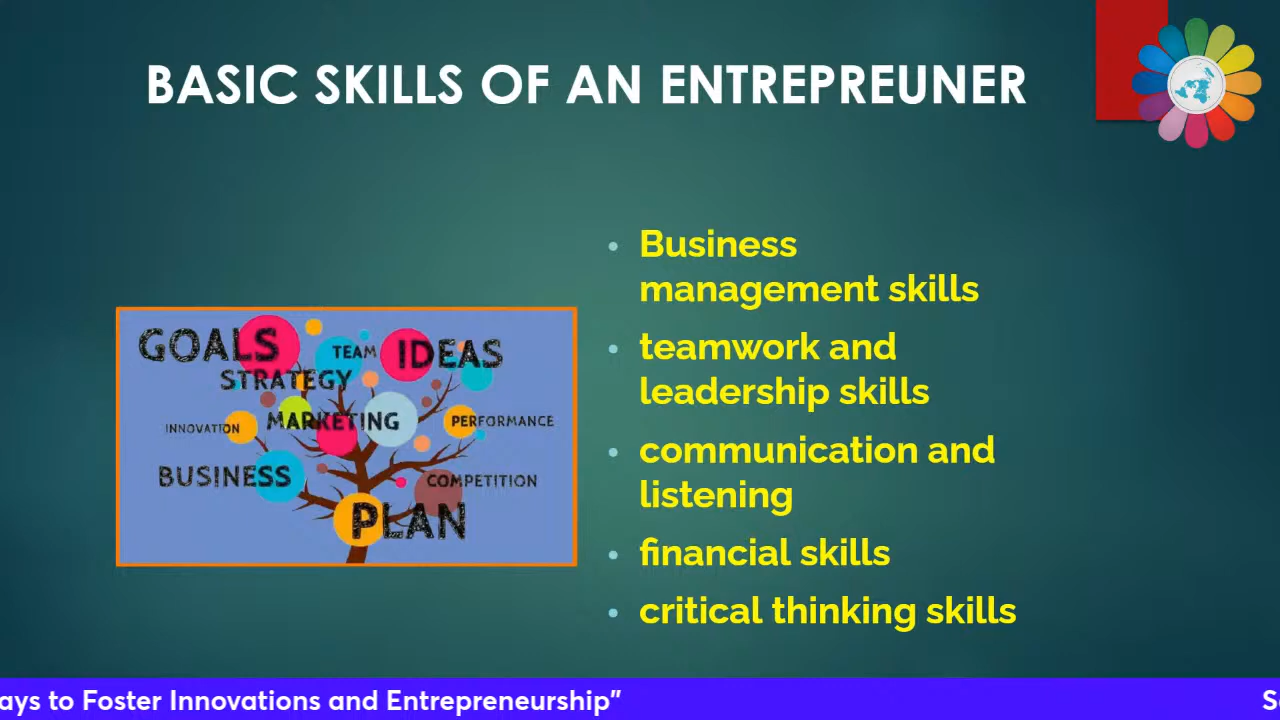 BASIC SKILLS OF AN ENTREPREUNER
Business
management skills
teamwork and
leadership skills
communication and
listening
financial skills
critical thinking skills
GOALS
TEAM
IDEAS
STRATEGY
INNOVATION
MARKETING
PERFORMANCE
BUSINESS
COMPETITION
PLAN
ays to Foster Innovations and Entrepreneurship”